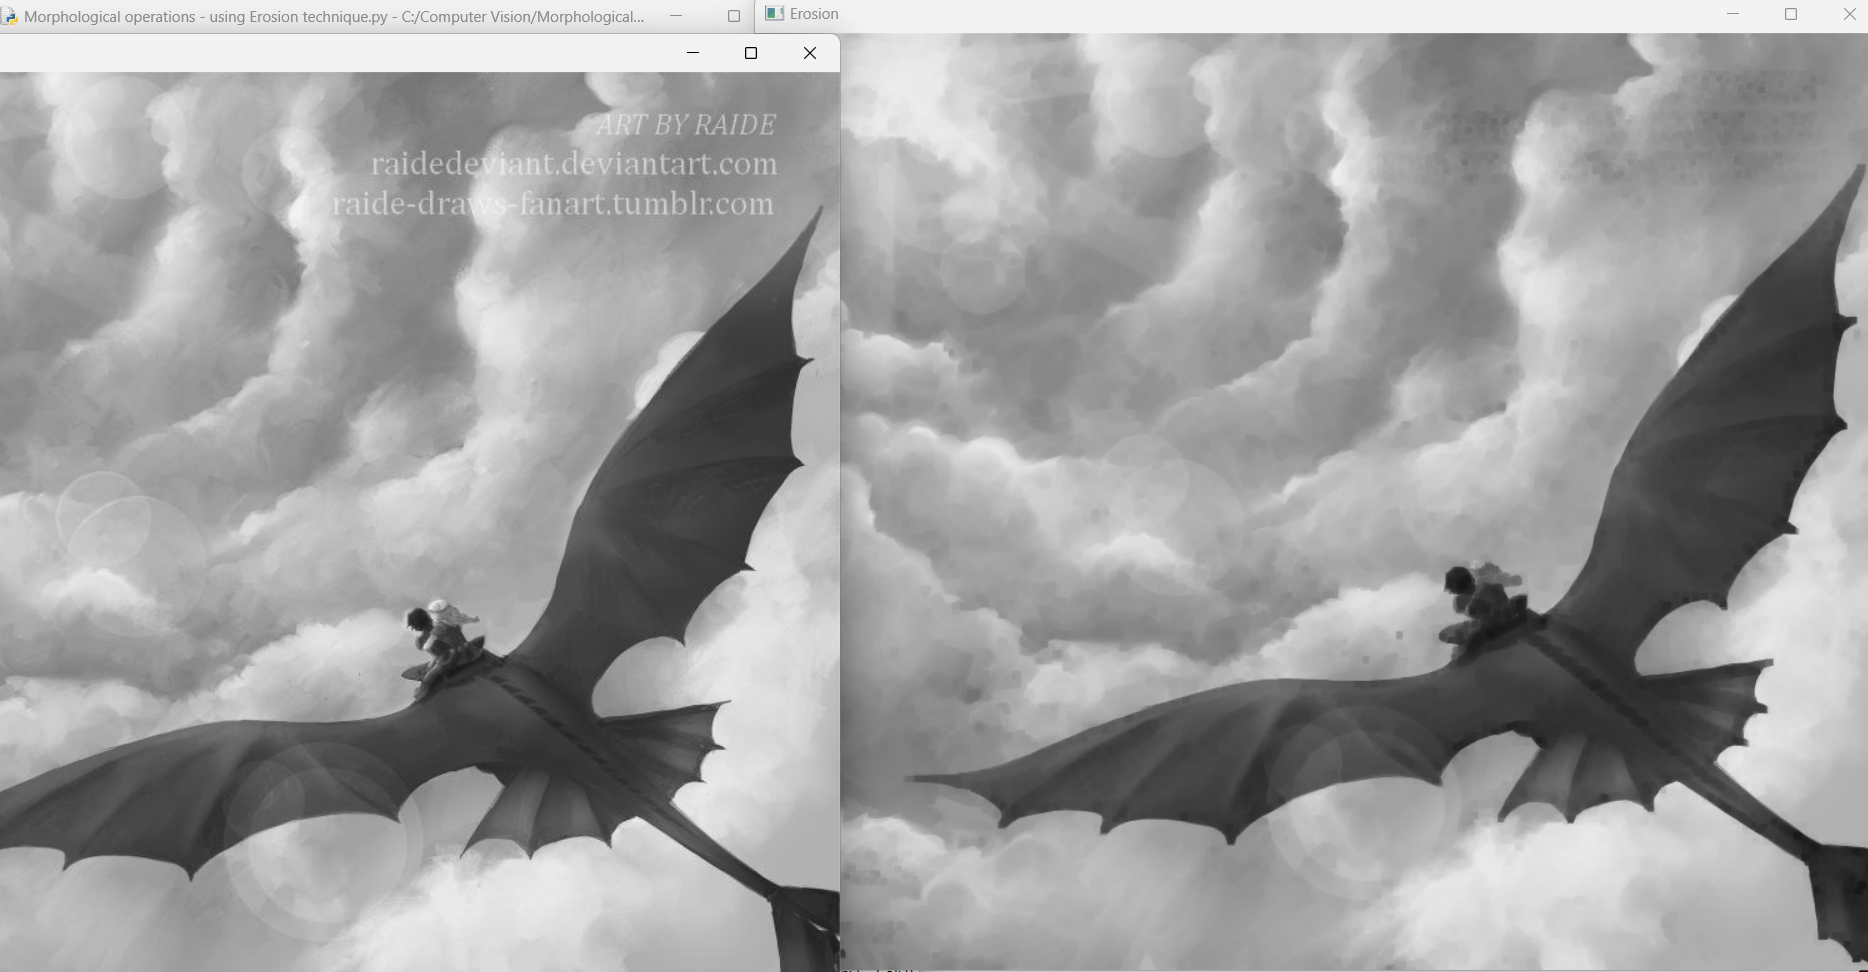 Morphological operations - using Erosion technique.py - C:/Computer Vision/Morphological...
Erosion
ART BY RAIDE
raidedeviant.deviantart.com
raide-draws-fanart.tumblr.com